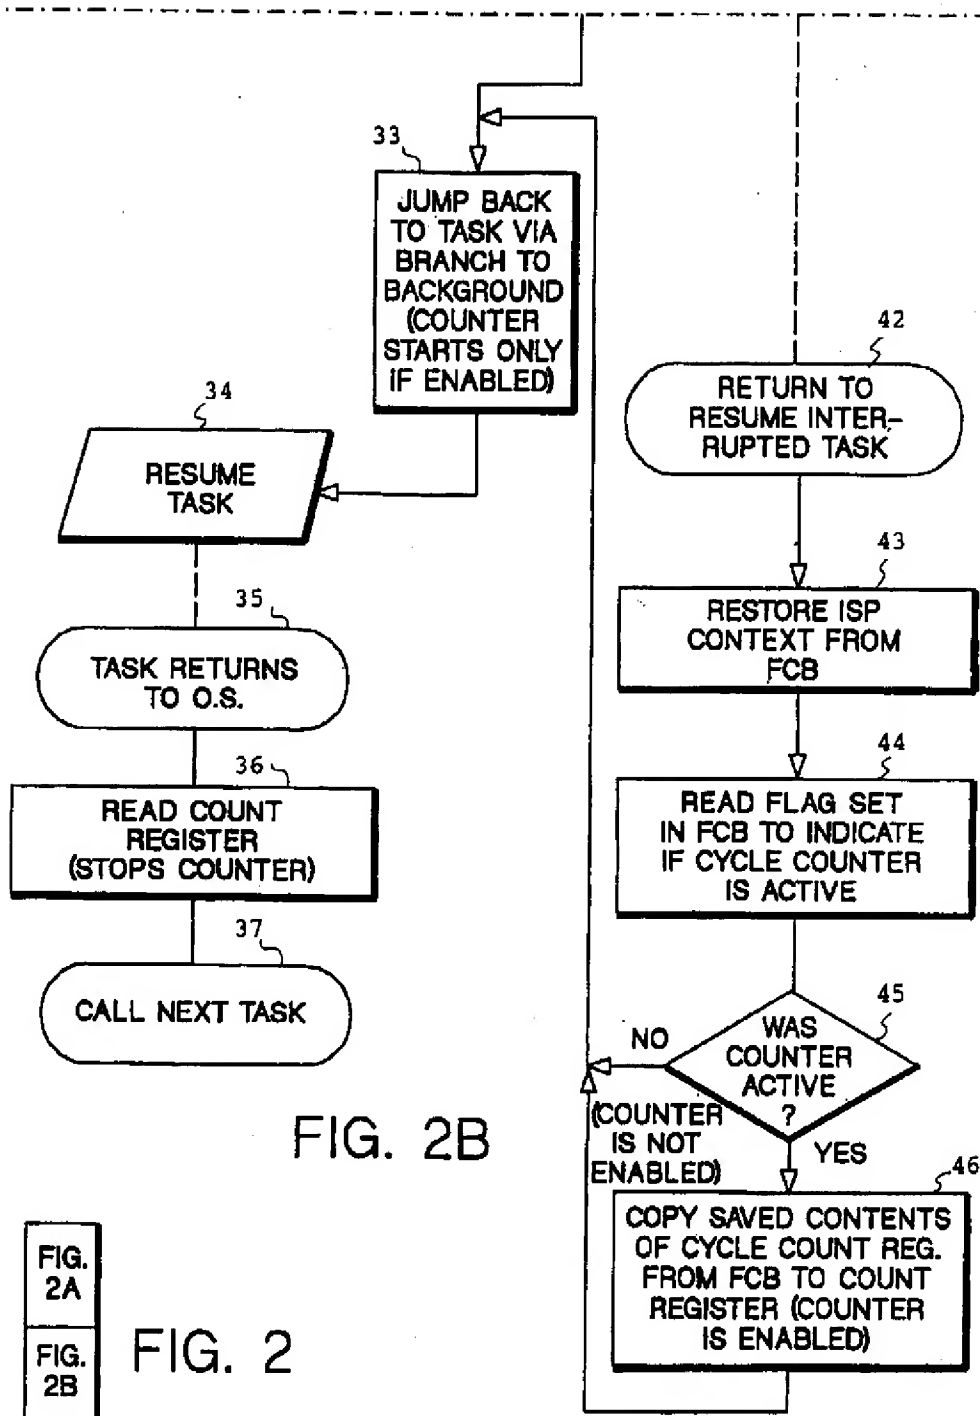 33
JUMP BACK
TO TASK VIA
BRANCH TO
BACKGROUND
(COUNTER
STARTS ONLY
IF ENABLED)
34
RESUME
TASK
35
TASK RETURNS
TO O.S.
36
READ COUNT
REGISTER
(STOPS COUNTER)
37
CALL NEXT TASK
42
RETURN TO
RESUME INTER-
RUPTED TASK
43
RESTORE ISP
CONTEXT FROM
FCB
44
READ FLAG SET
IN FCB TO INDICATE
IF CYCLE COUNTER
IS ACTIVE
45
WAS
COUNTER
ACTIVE
?
NO
(COUNTER
IS NOT
ENABLED)
YES
46
COPY SAVED CONTENTS
OF CYCLE COUNT REG.
FROM FCB TO COUNT
REGISTER (COUNTER
IS ENABLED)
FIG. 2B
FIG.
2A
FIG.
2B
FIG. 2